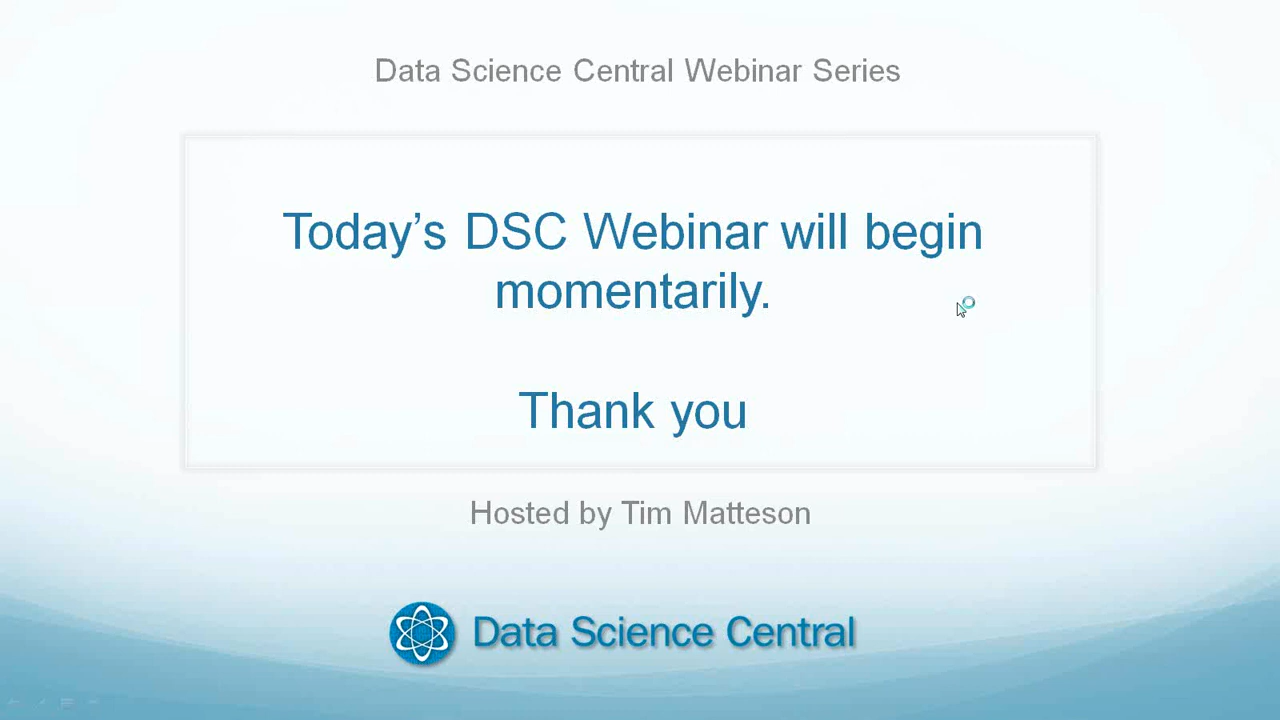 Data Science Central Webinar Series
Today’s DSC Webinar will begin
momentarily.
Thank you
Hosted by Tim Matteson
Data Science Central